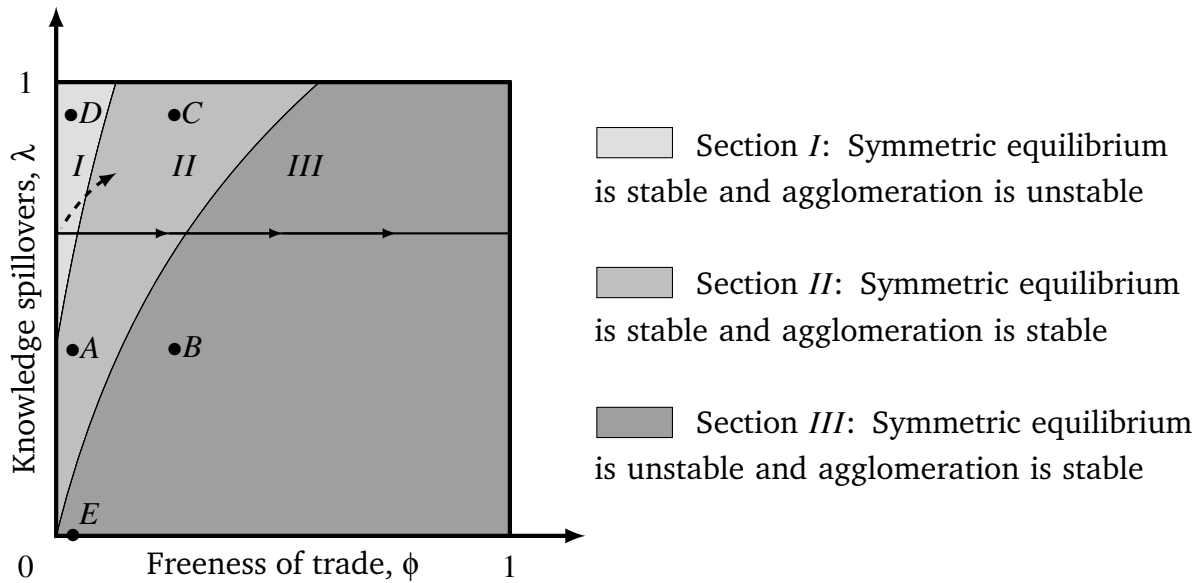 1
D
C
I
II
III
A
B
E
0
1
Knowledge spillovers, λ
Freeness of trade, ϕ
Section I: Symmetric equilibrium
is stable and agglomeration is unstable
Section II: Symmetric equilibrium
is stable and agglomeration is stable
Section III: Symmetric equilibrium
is unstable and agglomeration is stable